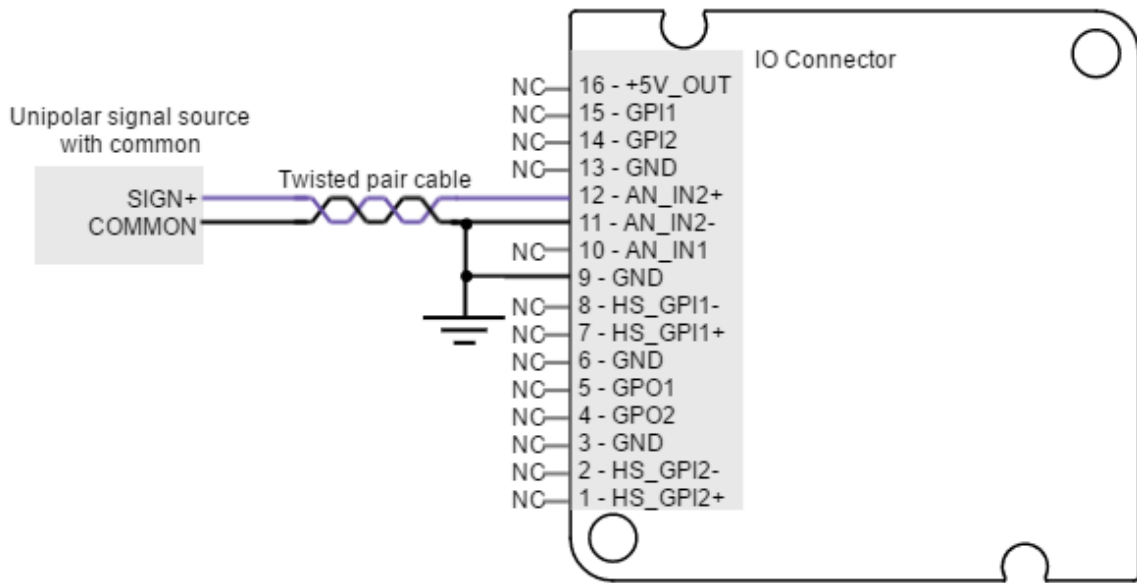 IO Connector
Unipolar signal source
with common
SIGN+
COMMON
Twisted pair cable
NC 16 - +5V_OUT
NC 15 - GPI1
NC 14 - GPI2
NC 13 - GND
12 - AN_IN2+
11 - AN_IN2-
NC 10 - AN_IN1
9 - GND
NC 8 - HS_GPI1-
NC 7 - HS_GPI1+
NC 6 - GND
NC 5 - GPO1
NC 4 - GPO2
NC 3 - GND
NC 2 - HS_GPI2-
NC 1 - HS_GPI2+